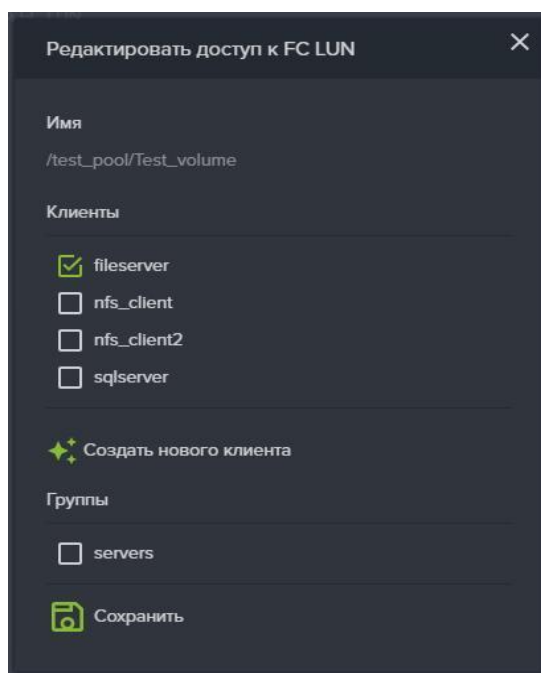 Редактировать доступ к FC LUN
Имя
/test_pool/Test_volume
Клиенты
fileserver
nfs_client
nfs_client2
sqlserver
Создать нового клиента
Группы
servers
Сохранить